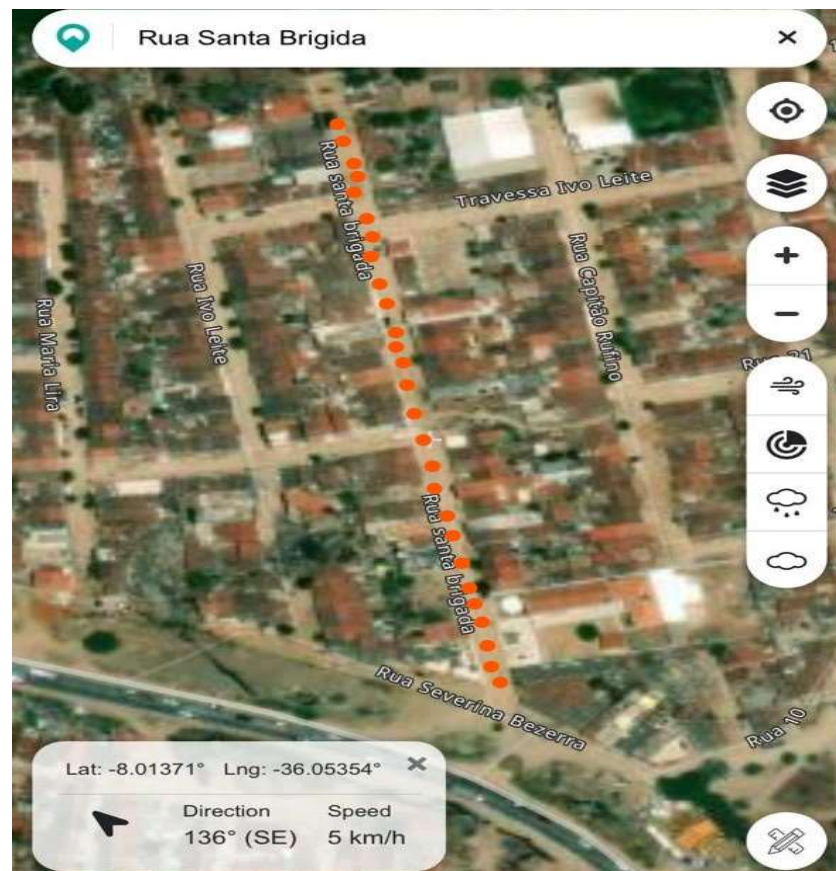 Rua Santa Brigida
Rua santa brigada
Travessa Ivo Leite
Rua Ivo Leite
Rua Capitão Rufino
Rua Maria Lira
Rua 21
Rua santa brigada
Rua Severina Bezerra
Rua 10
Lat: -8.01371° Lng: -36.05354°
Direction Speed
136° (SE) 5 km/h